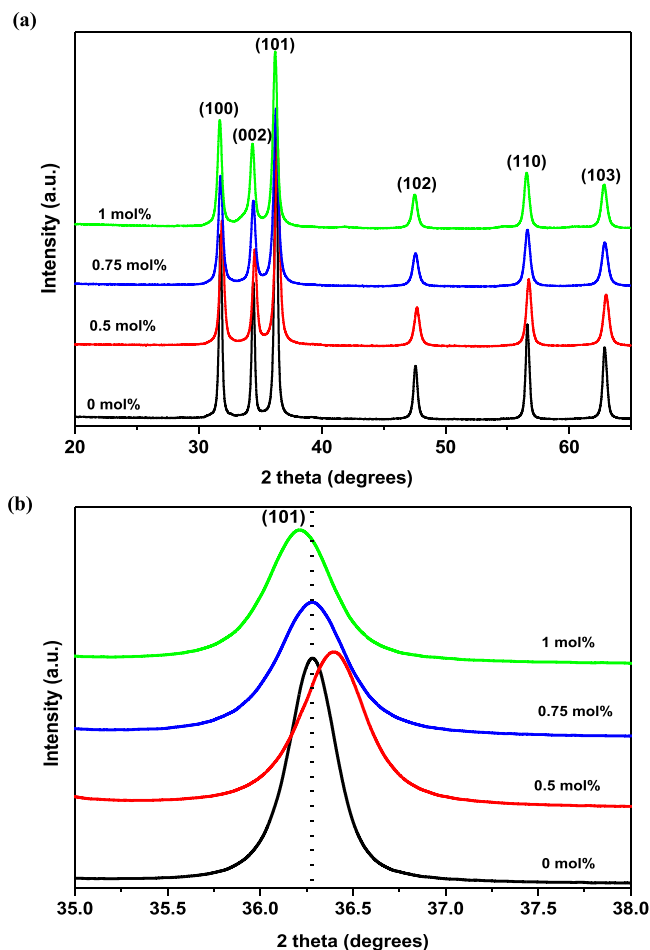 (a)
(101)
(100)
(002)
(102)
(110)
(103)
1 mol%
0.75 mol%
0.5 mol%
0 mol%
Intensity (a.u.)
20 30 40 50 60
2 theta (degrees)
(b)
(101)
1 mol%
0.75 mol%
0.5 mol%
0 mol%
Intensity (a.u.)
35.0 35.5 36.0 36.5 37.0 37.5 38.0
2 theta (degrees)